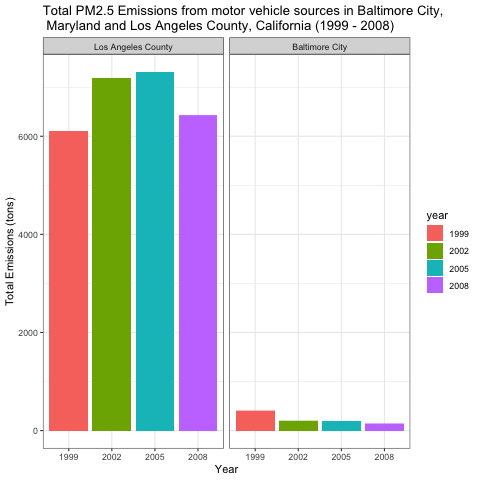 Total PM2.5 Emissions from motor vehicle sources in Baltimore City,
Maryland and Los Angeles County, California (1999 - 2008)
Los Angeles County
Baltimore City
Total Emissions (tons)
6000
4000
2000
0
1999 2002 2005 2008
1999 2002 2005 2008
Year
year
1999
2002
2005
2008